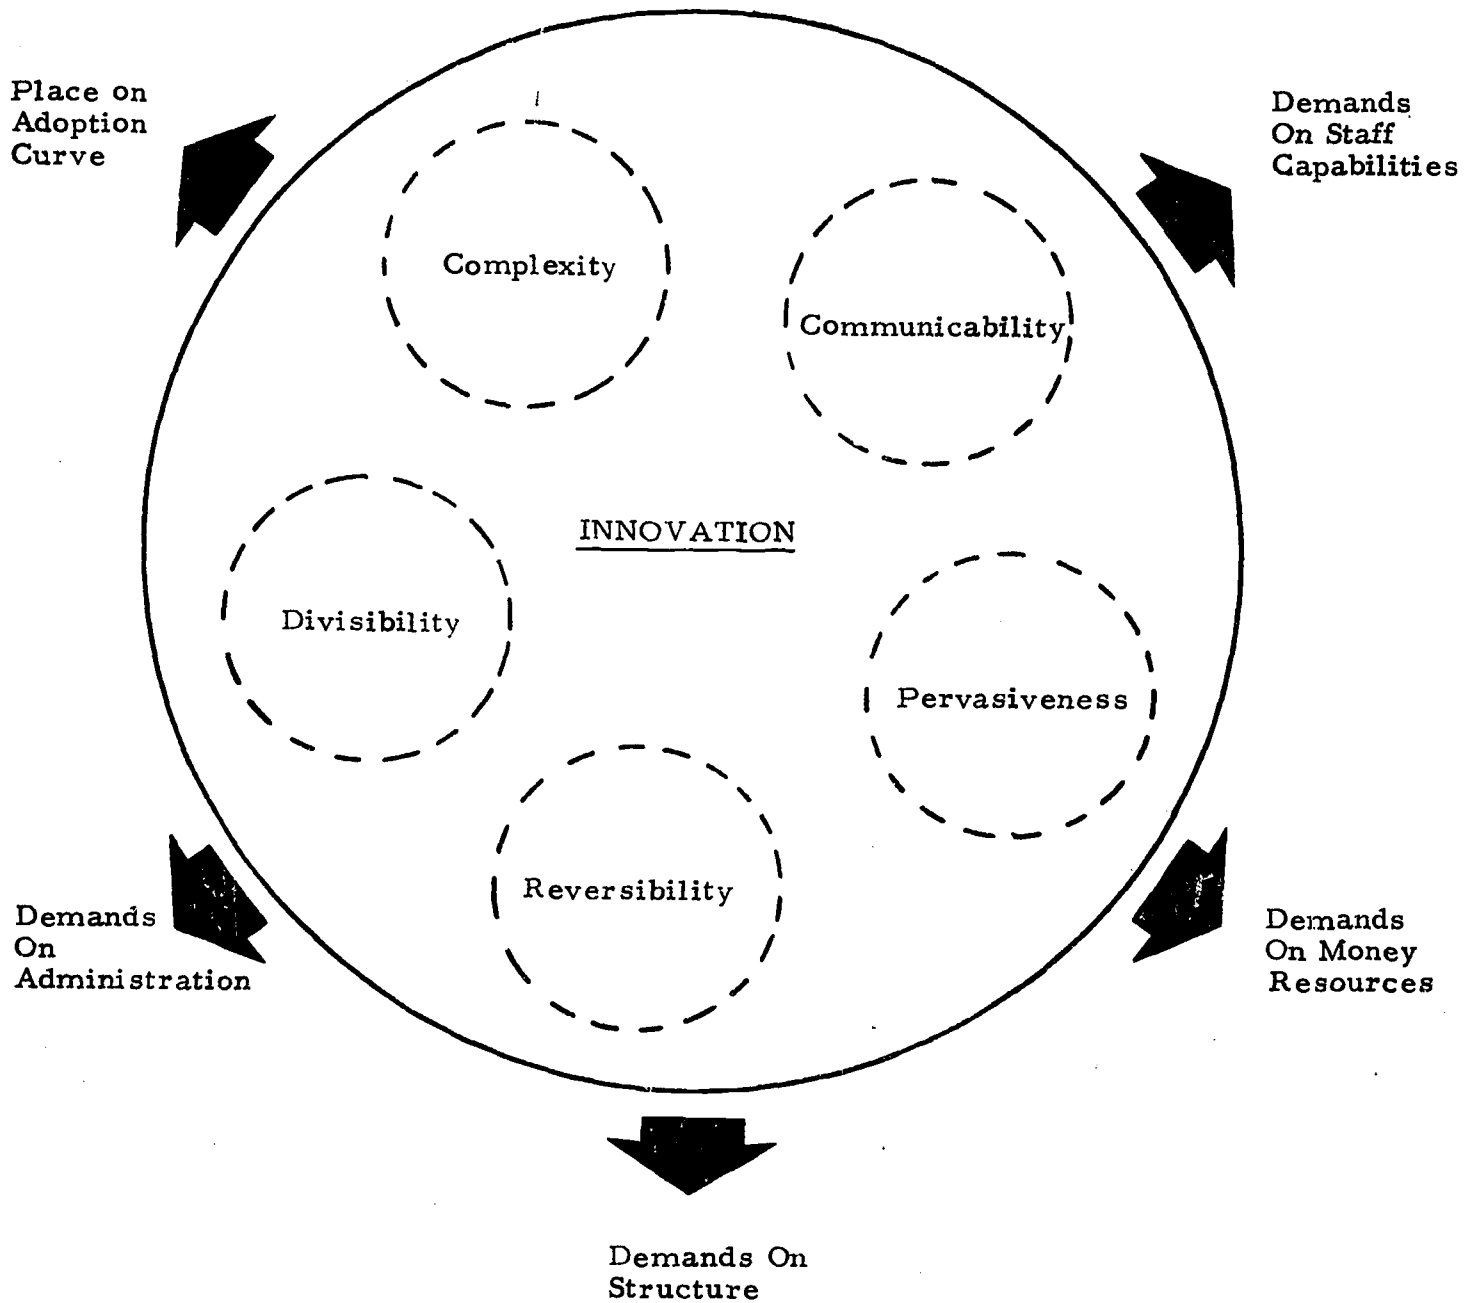 Place on
Adoption
Curve
Demands
On Staff
Capabilities
Complexity
Communicability
INNOVATION
Divisibility
Pervasiveness
Reversibility
Demands
On
Administration
Demands
On Money
Resources
Demands On
Structure